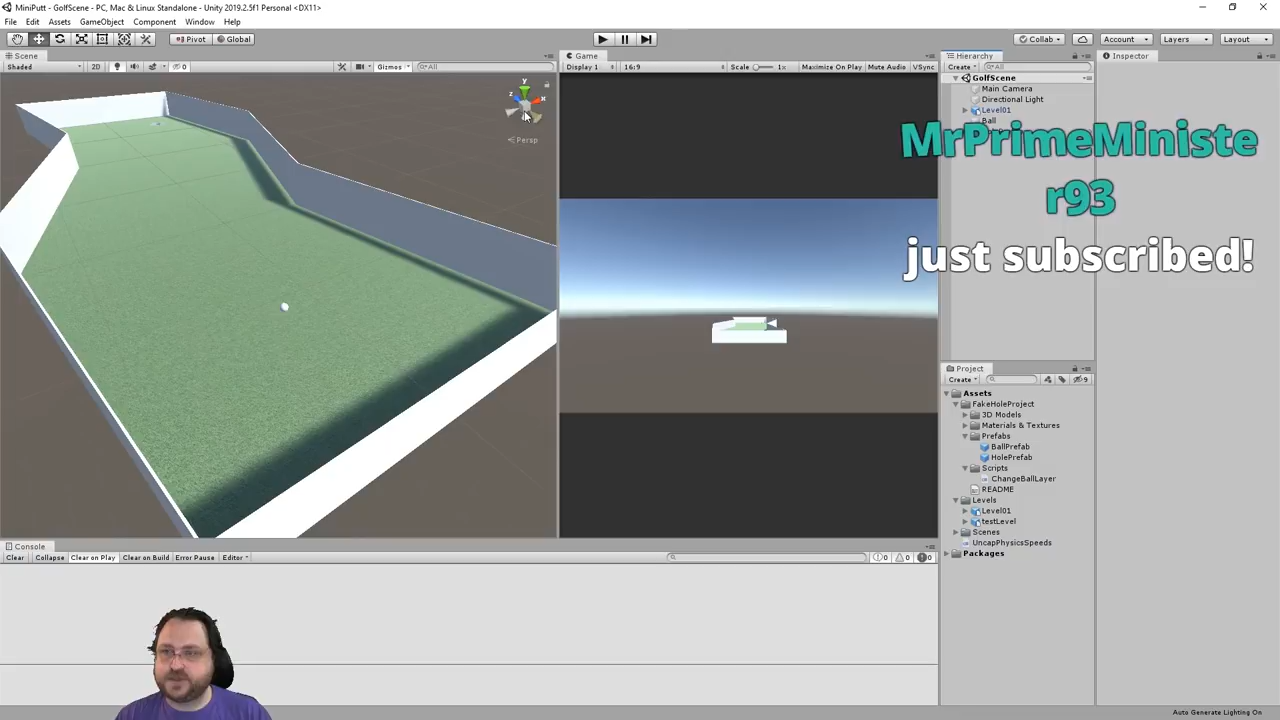 MiniPutt - GolfScene - PC, Mac & Linux Standalone - Unity 2019.2.5f1 Personal <DX11>
File Edit Assets GameObject Component Window Help
Pivot Global Collab Account Layers Layout
Scene Game Hierarchy Inspector
Shaded 2D 0 Gizmos All Display 1 16:9 Scale 1x Maximize On Play Mute Audio VSync Create All
GolfScene
Main Camera
Directional Light
Level01
Ball
y
z x
Persp
MrPrimeMiniste
r93
just subscribed!
Project
Create 9
Assets
FakeHoleProject
3D Models
Materials & Textures
Prefabs
BallPrefab
HolePrefab
Scripts
ChangeBallLayer
README
Levels
Level01
testLevel
Scenes
UncapPhysicsSpeeds
Packages
Console
Clear Collapse Clear on Play Clear on Build Error Pause Editor 0 0 0
Auto Generate Lighting On